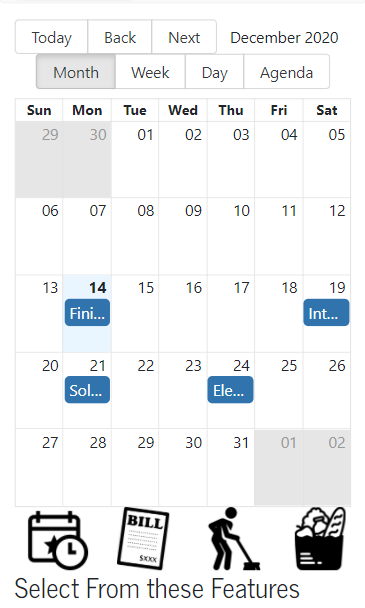 Today Back Next December 2020
Month Week Day Agenda
Sun Mon Tue Wed Thu Fri Sat
29 30 01 02 03 04 05
06 07 08 09 10 11 12
13 14 15 16 17 18 19
Fini... Int...
20 21 22 23 24 25 26
Sol... Ele...
27 28 29 30 31 01 02
BILL
$XXX
Select From these Features